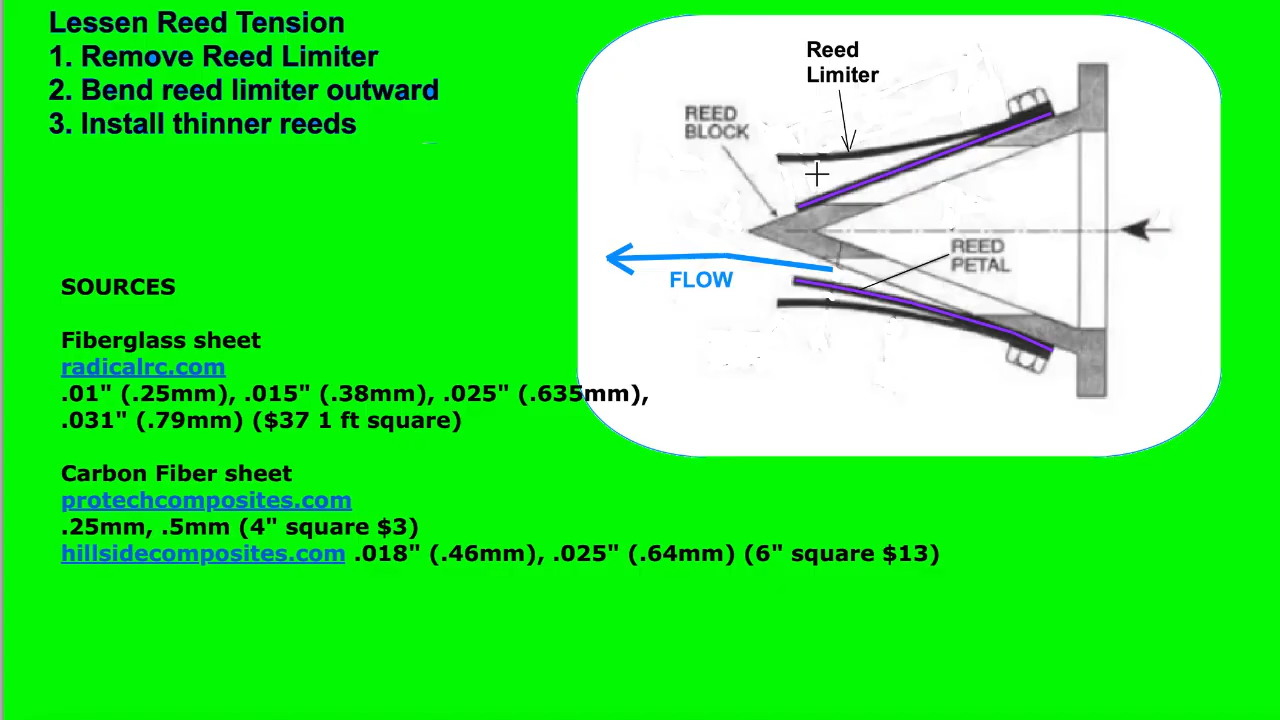 Lessen Reed Tension
1. Remove Reed Limiter
2. Bend reed limiter outward
3. Install thinner reeds
Reed
Limiter
REED
BLOCK
REED
PETAL
FLOW
SOURCES
Fiberglass sheet
radicalrc.com
.01" (.25mm), .015" (.38mm), .025" (.635mm),
.031" (.79mm) ($37 1 ft square)
Carbon Fiber sheet
protechcomposites.com
.25mm, .5mm (4" square $3)
hillsidecomposites.com .018" (.46mm), .025" (.64mm) (6" square $13)